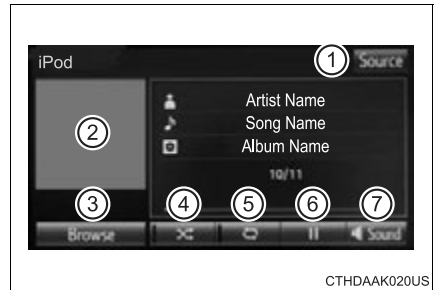 iPod
1
Source
2
Artist Name
Song Name
Album Name
10/11
3
4
5
6
7
Browse
Sound
CTHDAAK020US